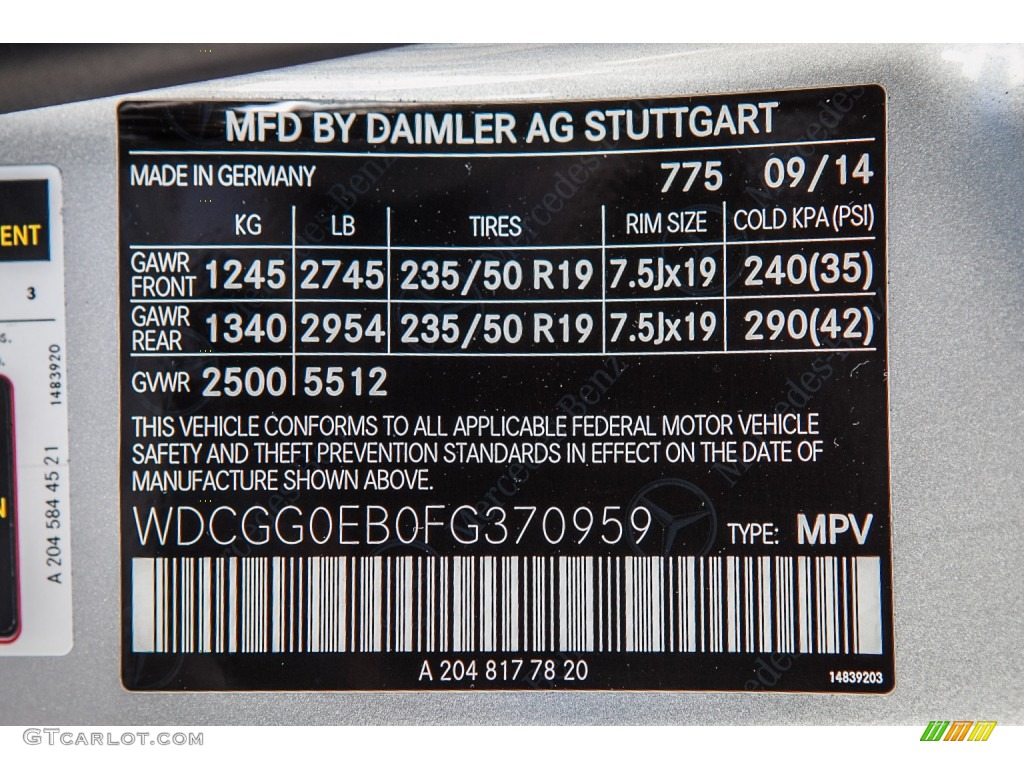 MFD BY DAIMLER AG STUTTGART
MADE IN GERMANY 775 09/14
KG LB TIRES RIM SIZE COLD KPA (PSI)
GAWR FRONT 1245 2745 235/50 R19 7.5Jx19 240(35)
GAWR REAR 1340 2954 235/50 R19 7.5Jx19 290(42)
GVWR 2500 5512
THIS VEHICLE CONFORMS TO ALL APPLICABLE FEDERAL MOTOR VEHICLE
SAFETY AND THEFT PREVENTION STANDARDS IN EFFECT ON THE DATE OF
MANUFACTURE SHOWN ABOVE.
WDCGG0EB0FG370959 TYPE: MPV
A 204 817 78 20
14839203
ENT
3
1483920
A 204 584 45 21
N
Mercedes-Benz
GTCARLOT.COM